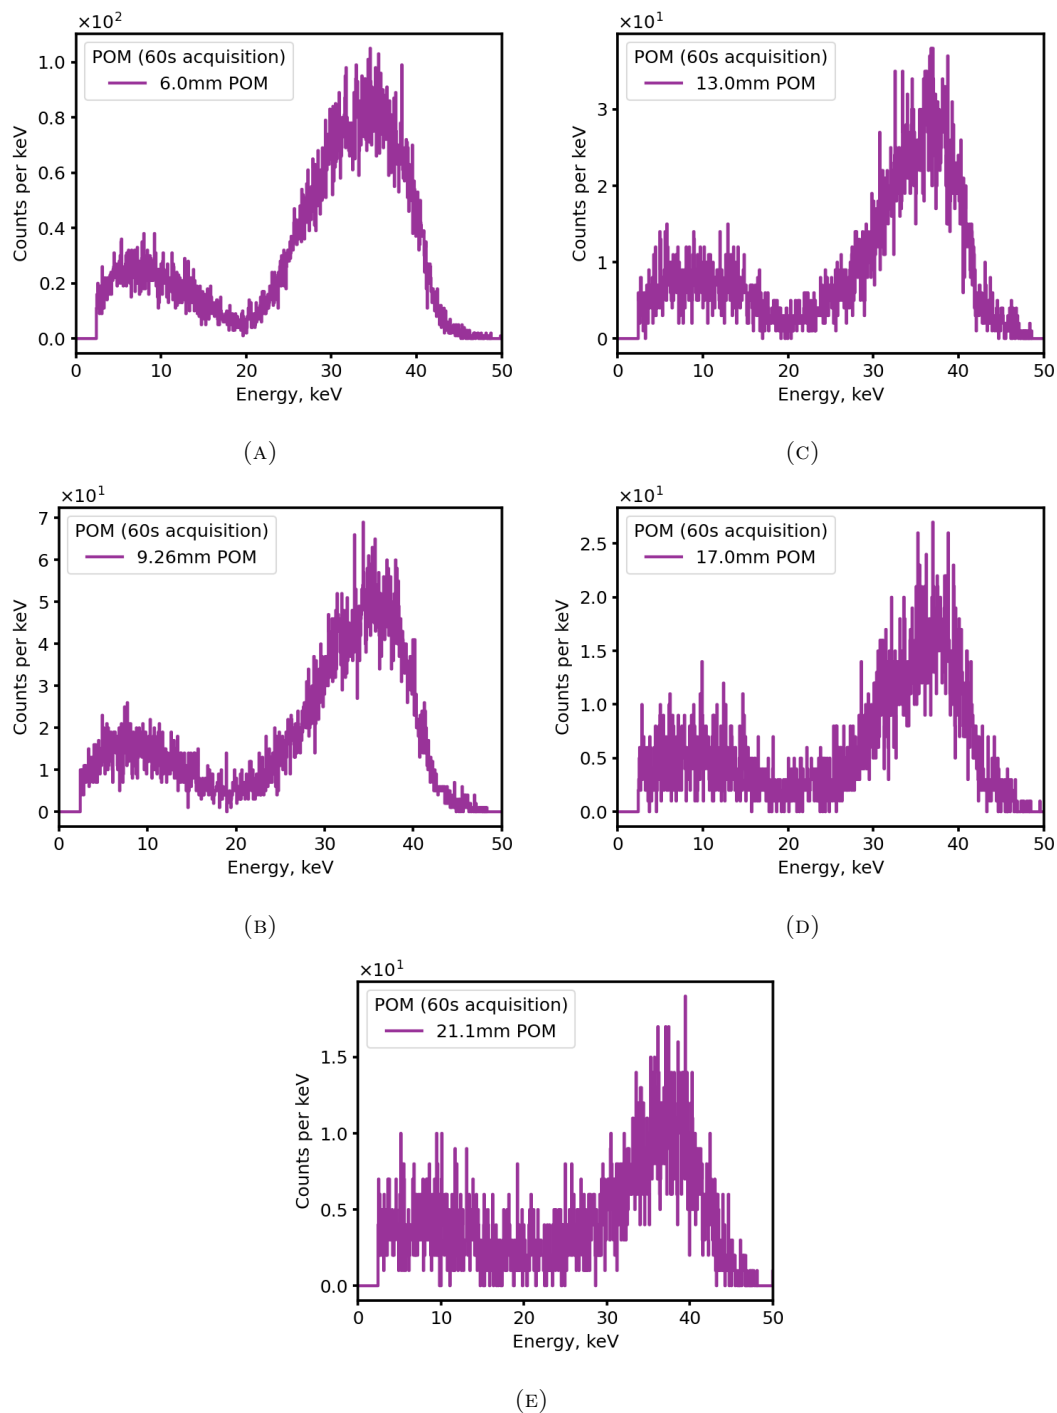 ×10²
POM (60s acquisition)
6.0mm POM
1.0
0.8
0.6
0.4
0.2
0.0
Counts per keV
0 10 20 30 40 50
Energy, keV
(A)
×10¹
POM (60s acquisition)
13.0mm POM
3
2
1
0
Counts per keV
0 10 20 30 40 50
Energy, keV
(C)
×10¹
POM (60s acquisition)
9.26mm POM
7
6
5
4
3
2
1
0
Counts per keV
0 10 20 30 40 50
Energy, keV
(B)
×10¹
POM (60s acquisition)
17.0mm POM
2.5
2.0
1.5
1.0
0.5
0.0
Counts per keV
0 10 20 30 40 50
Energy, keV
(D)
×10¹
POM (60s acquisition)
21.1mm POM
1.5
1.0
0.5
0.0
Counts per keV
0 10 20 30 40 50
Energy, keV
(E)